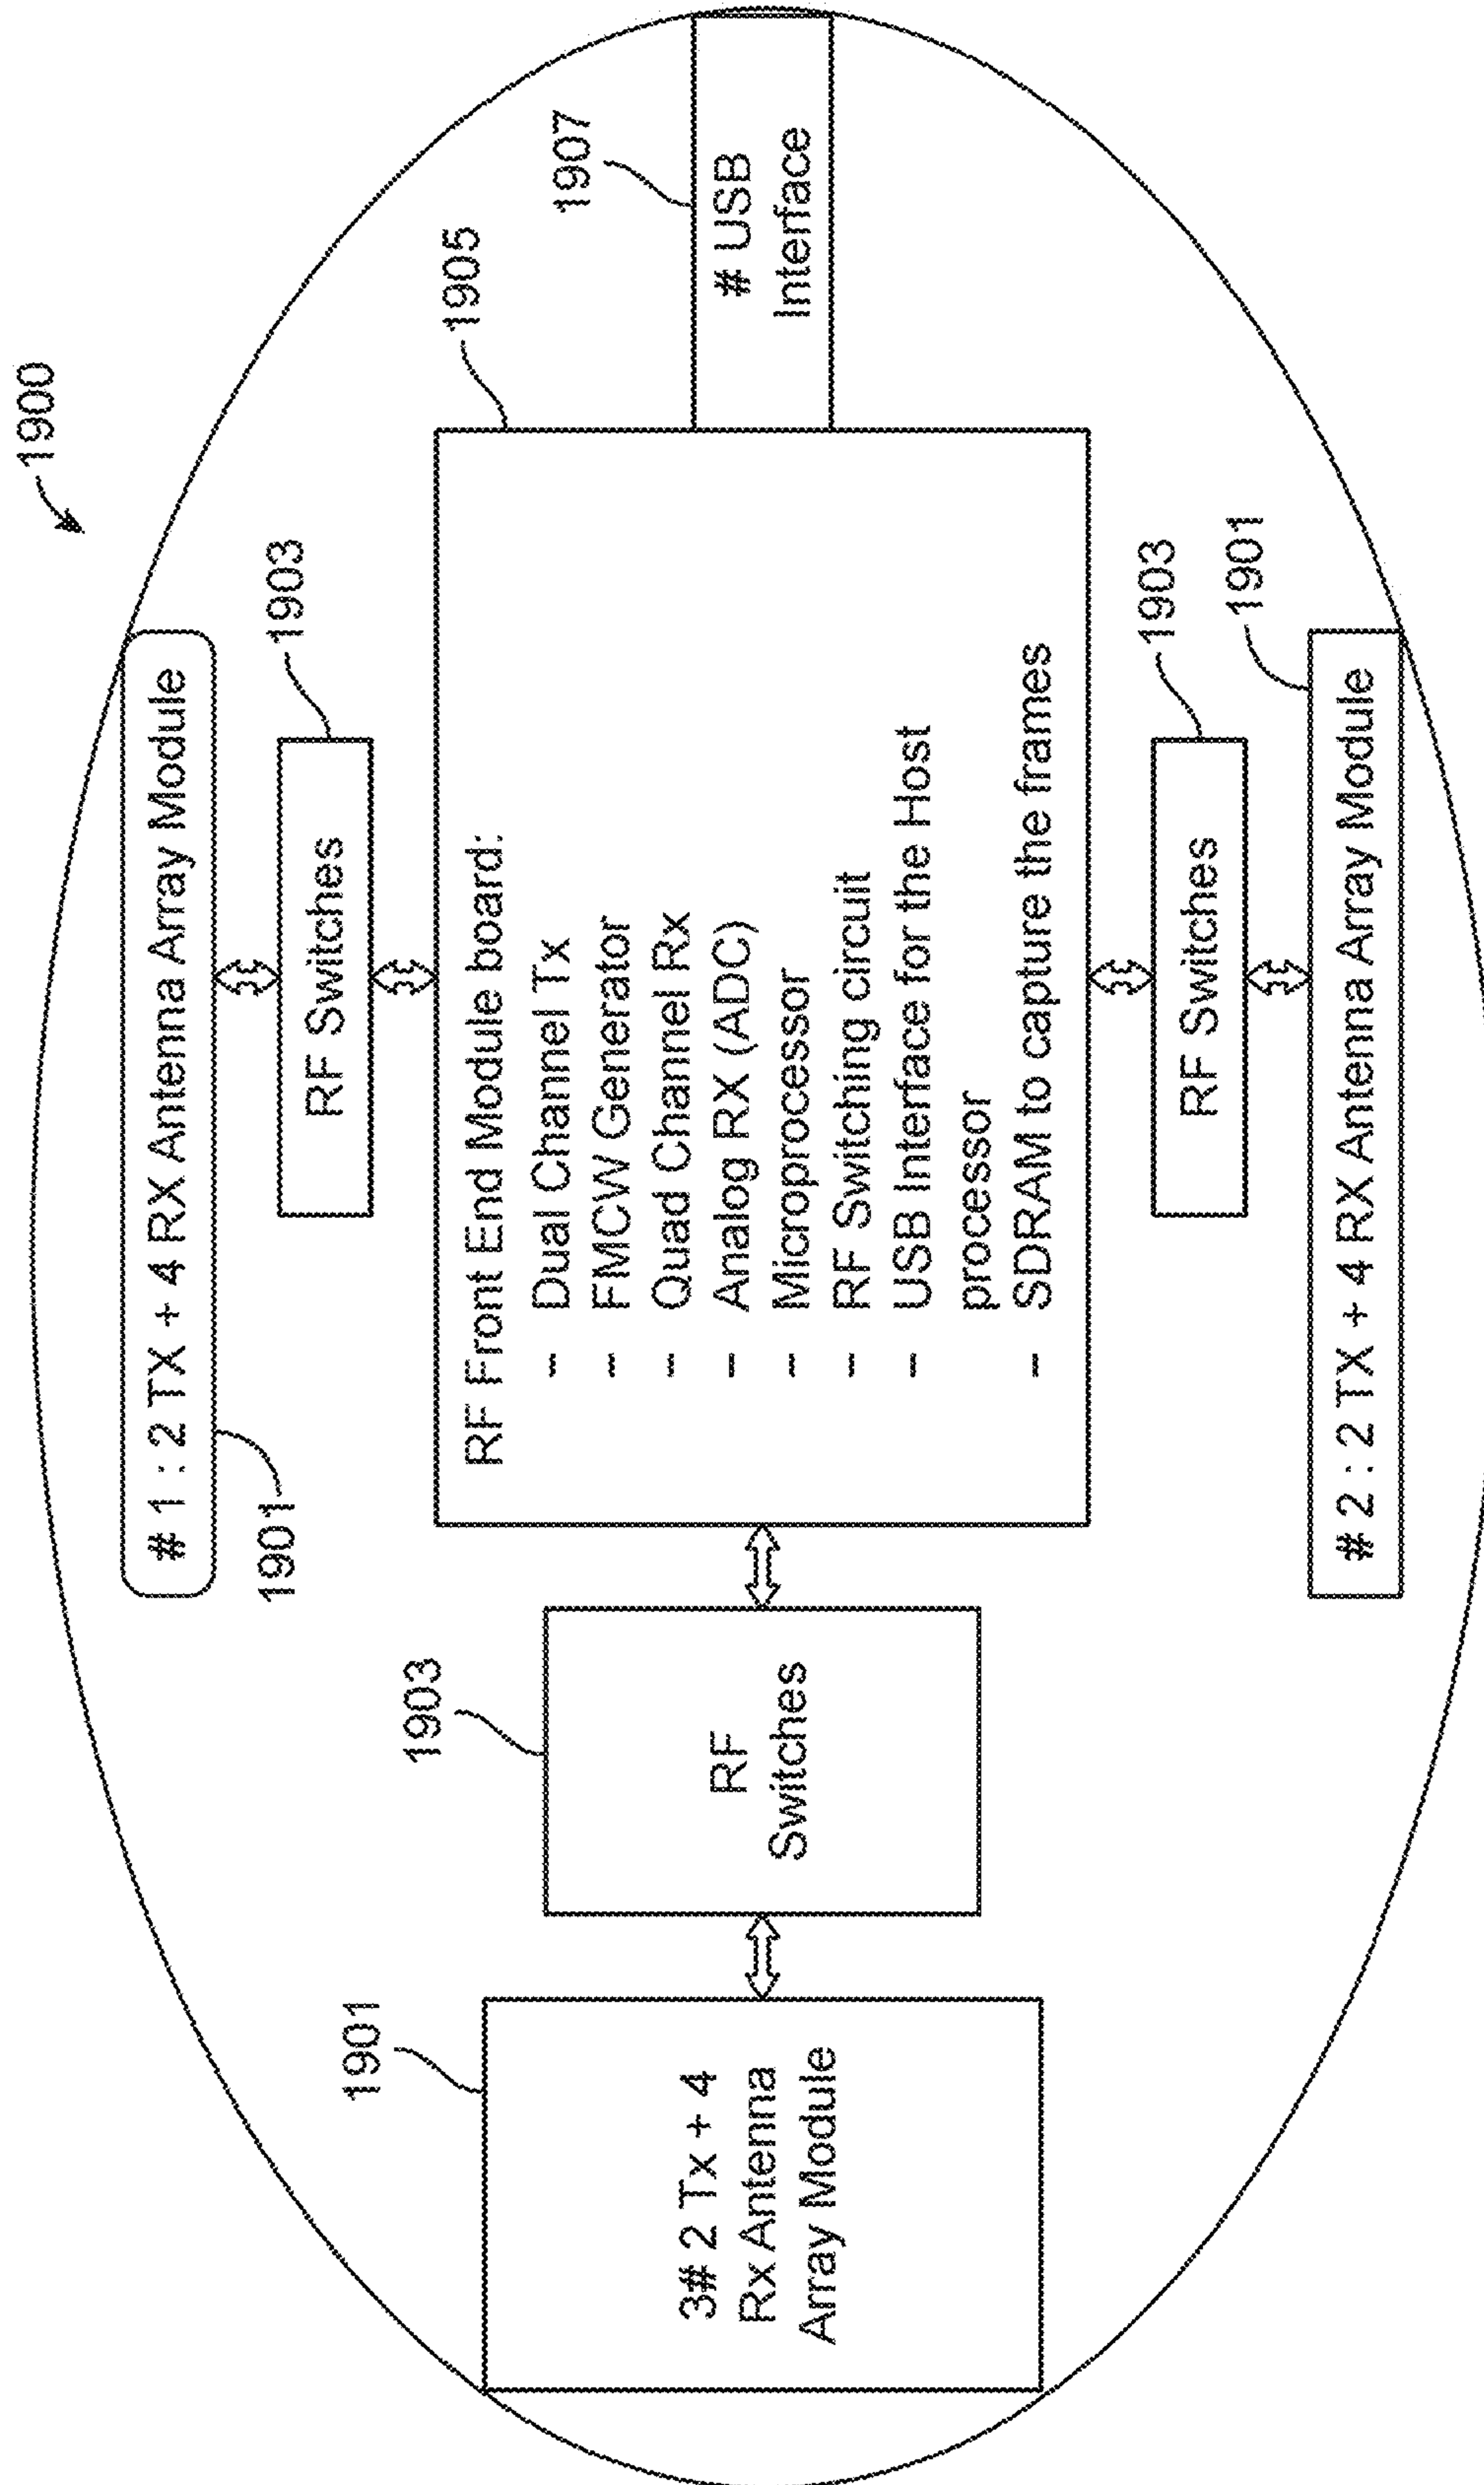 1900
# 1 : 2 TX + 4 RX Antenna Array Module
1901
RF Switches
1903
1905
1907
3# 2 Tx + 4
Rx Antenna
Array Module
1901
RF
Switches
1903
RF Front End Module board:
- Dual Channel Tx
- FMCW Generator
- Quad Channel Rx
- Analog RX (ADC)
- Microprocessor
- RF Switching circuit
- USB Interface for the Host
processor
- SDRAM to capture the frames
# USB
Interface
RF Switches
1903
# 2 : 2 TX + 4 RX Antenna Array Module
1901